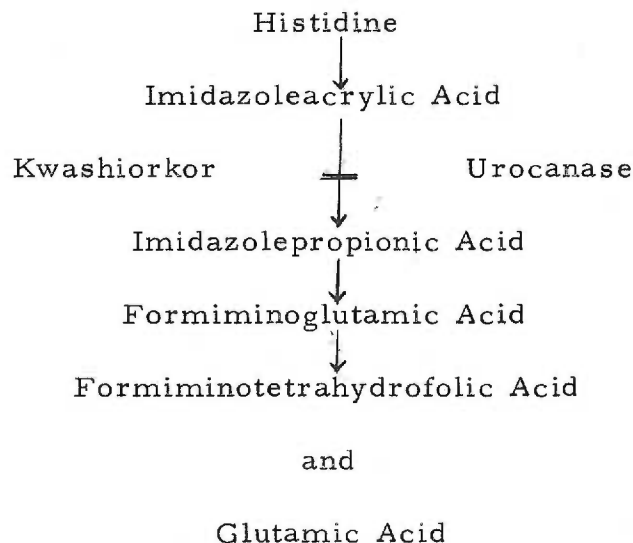 Histidine
Imidazoleacrylic Acid
Kwashiorkor Urocanase
Imidazolepropionic Acid
Formiminoglutamic Acid
Formiminotetrahydrofolic Acid
and
Glutamic Acid